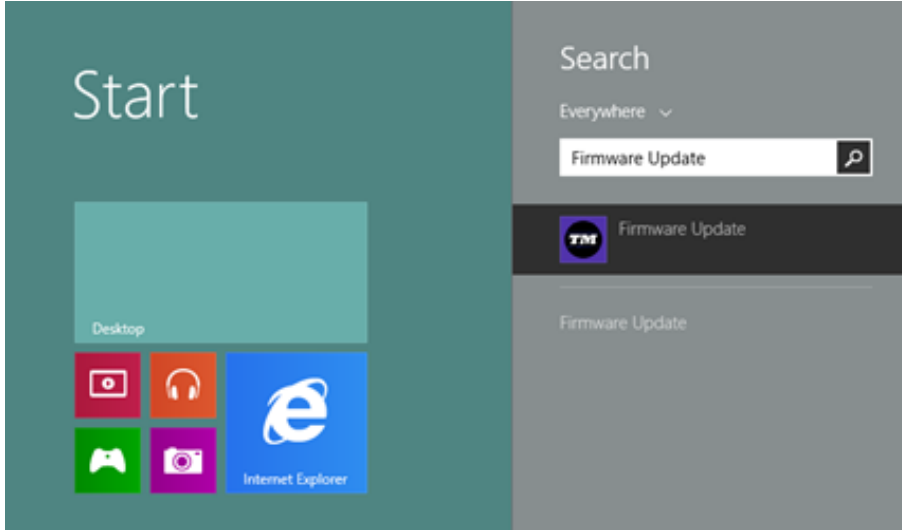 Start
Desktop
Internet Explorer
Search
Everywhere
Firmware Update
TM
Firmware Update
Firmware Update